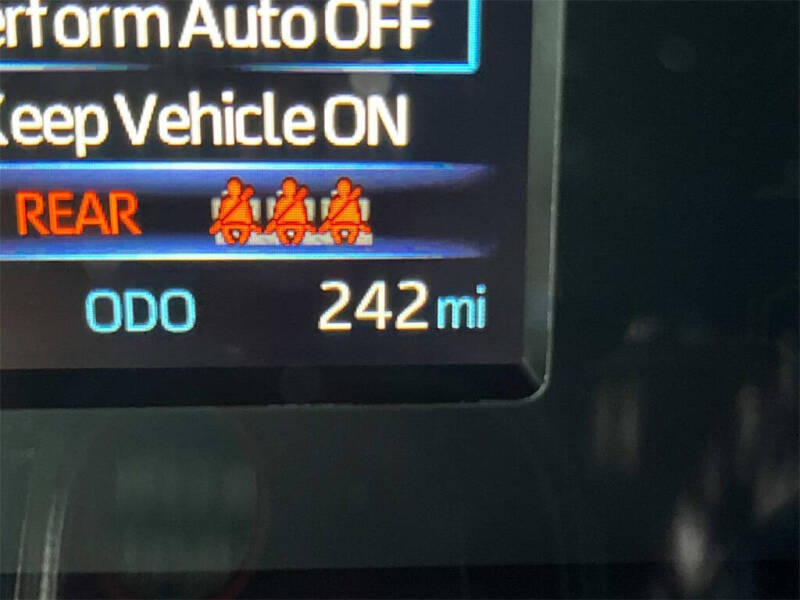 erform Auto OFF
Keep Vehicle ON
REAR
ODO 242 mi